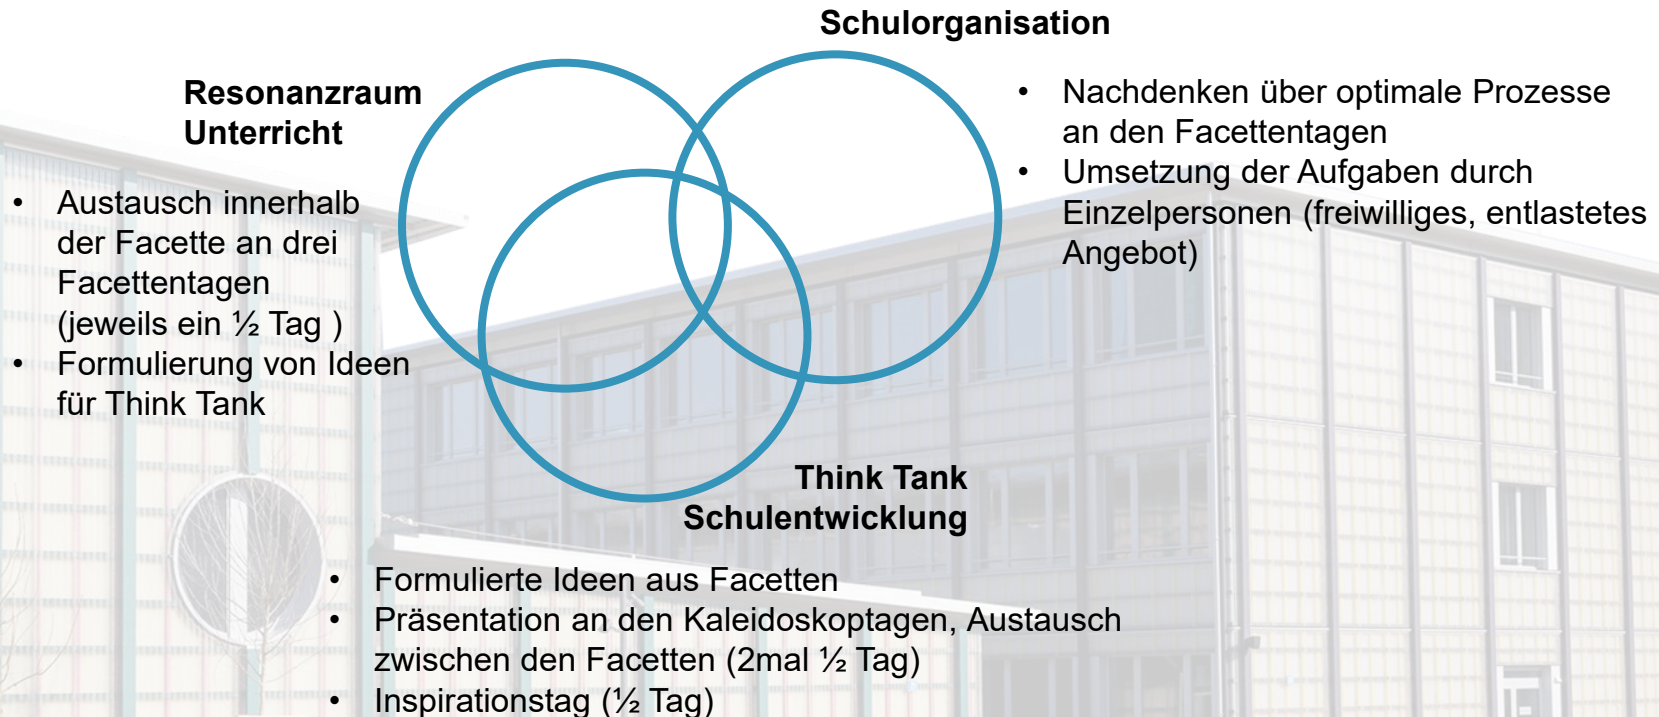 Schulorganisation
Resonanzraum
Unterricht
• Austausch innerhalb
der Facette an drei
Facettentagen
(jeweils ein ½ Tag )
• Formulierung von Ideen
für Think Tank
• Nachdenken über optimale Prozesse
an den Facettentagen
• Umsetzung der Aufgaben durch
Einzelpersonen (freiwilliges, entlastetes
Angebot)
Think Tank
Schulentwicklung
• Formulierte Ideen aus Facetten
• Präsentation an den Kaleidoskoptagen, Austausch
zwischen den Facetten (2mal ½ Tag)
• Inspirationstag (½ Tag)